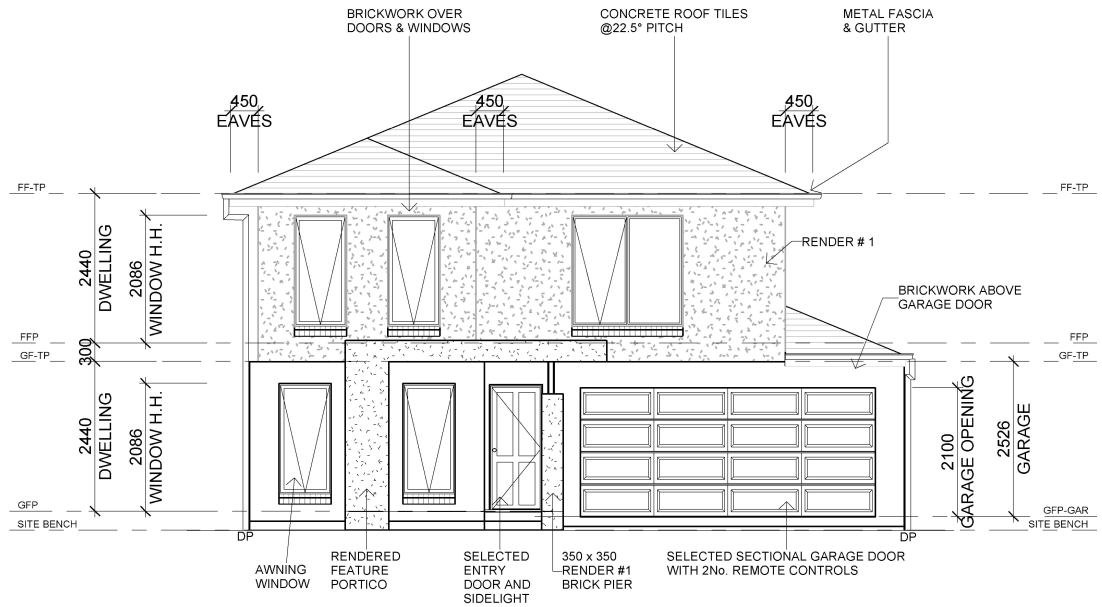 BRICKWORK OVER
DOORS & WINDOWS
CONCRETE ROOF TILES
@22.5° PITCH
METAL FASCIA
& GUTTER
450
EAVES
450
EAVES
450
EAVES
FF-TP
FF-TP
2440
DWELLING
2086
WINDOW H.H.
RENDER # 1
BRICKWORK ABOVE
GARAGE DOOR
FFP
FFP
300
GF-TP
GF-TP
2440
DWELLING
2086
WINDOW H.H.
2100
GARAGE OPENING
2526
GARAGE
GFP
GFP-GAR
SITE BENCH
SITE BENCH
DP
DP
AWNING
WINDOW
RENDERED
FEATURE
PORTICO
SELECTED
ENTRY
DOOR AND
SIDELIGHT
350 x 350
RENDER #1
BRICK PIER
SELECTED SECTIONAL GARAGE DOOR
WITH 2No. REMOTE CONTROLS